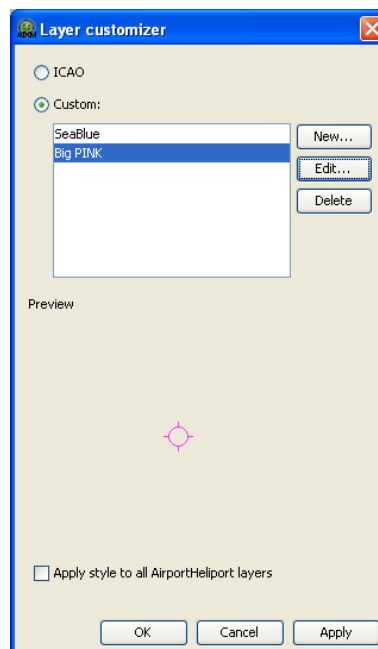 Layer customizer
ICAO
Custom:
SeaBlue
Big PINK
New...
Edit...
Delete
Preview
Apply style to all AirportHeliport layers
OK
Cancel
Apply